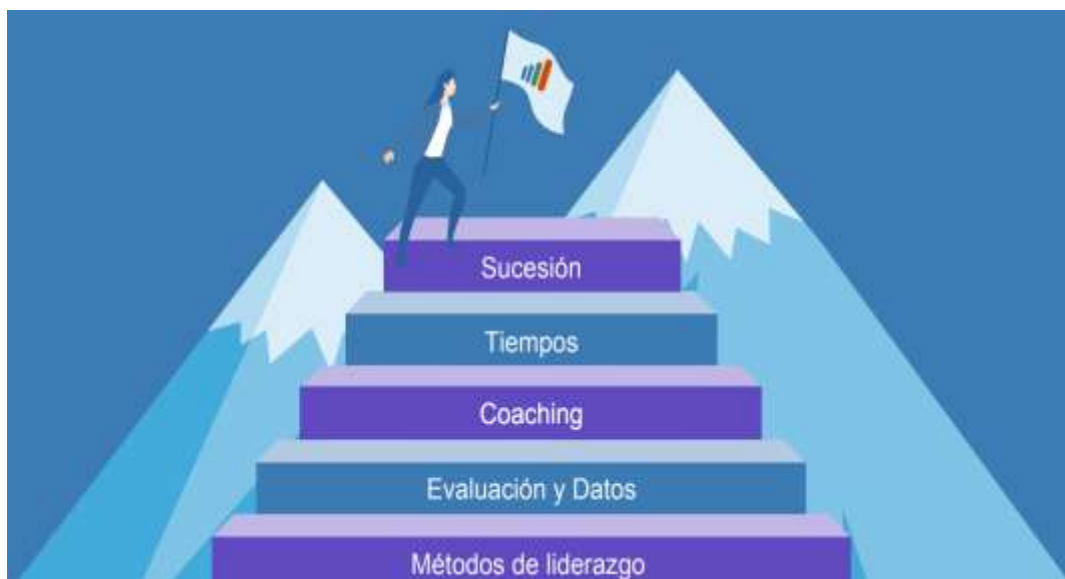 Sucesión
Tiempos
Coaching
Evaluación y Datos
Métodos de liderazgo